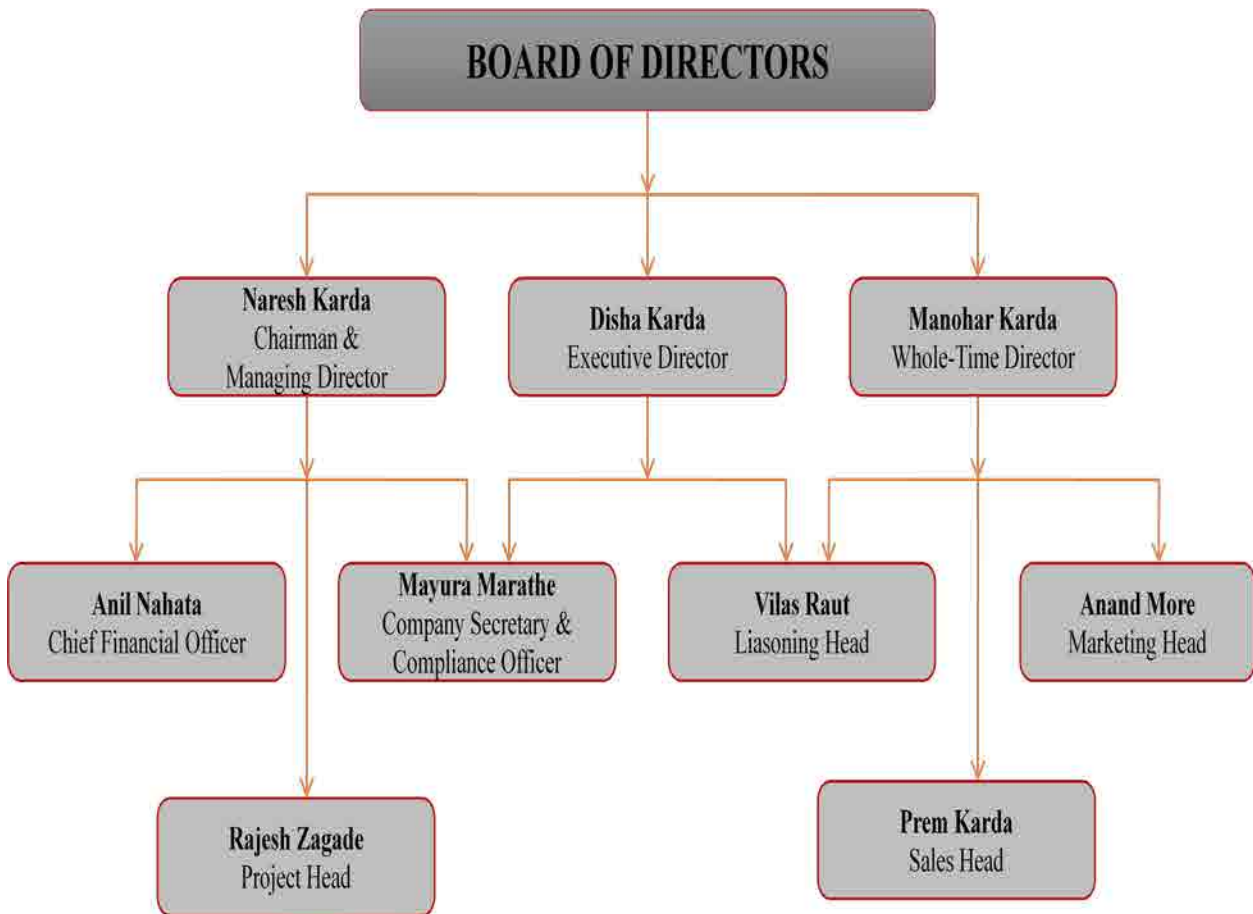 BOARD OF DIRECTORS
Naresh Karda
Chairman &
Managing Director
Disha Karda
Executive Director
Manohar Karda
Whole-Time Director
Anil Nahata
Chief Financial Officer
Mayura Marathe
Company Secretary &
Compliance Officer
Vilas Raut
Liasoning Head
Anand More
Marketing Head
Rajesh Zagade
Project Head
Prem Karda
Sales Head